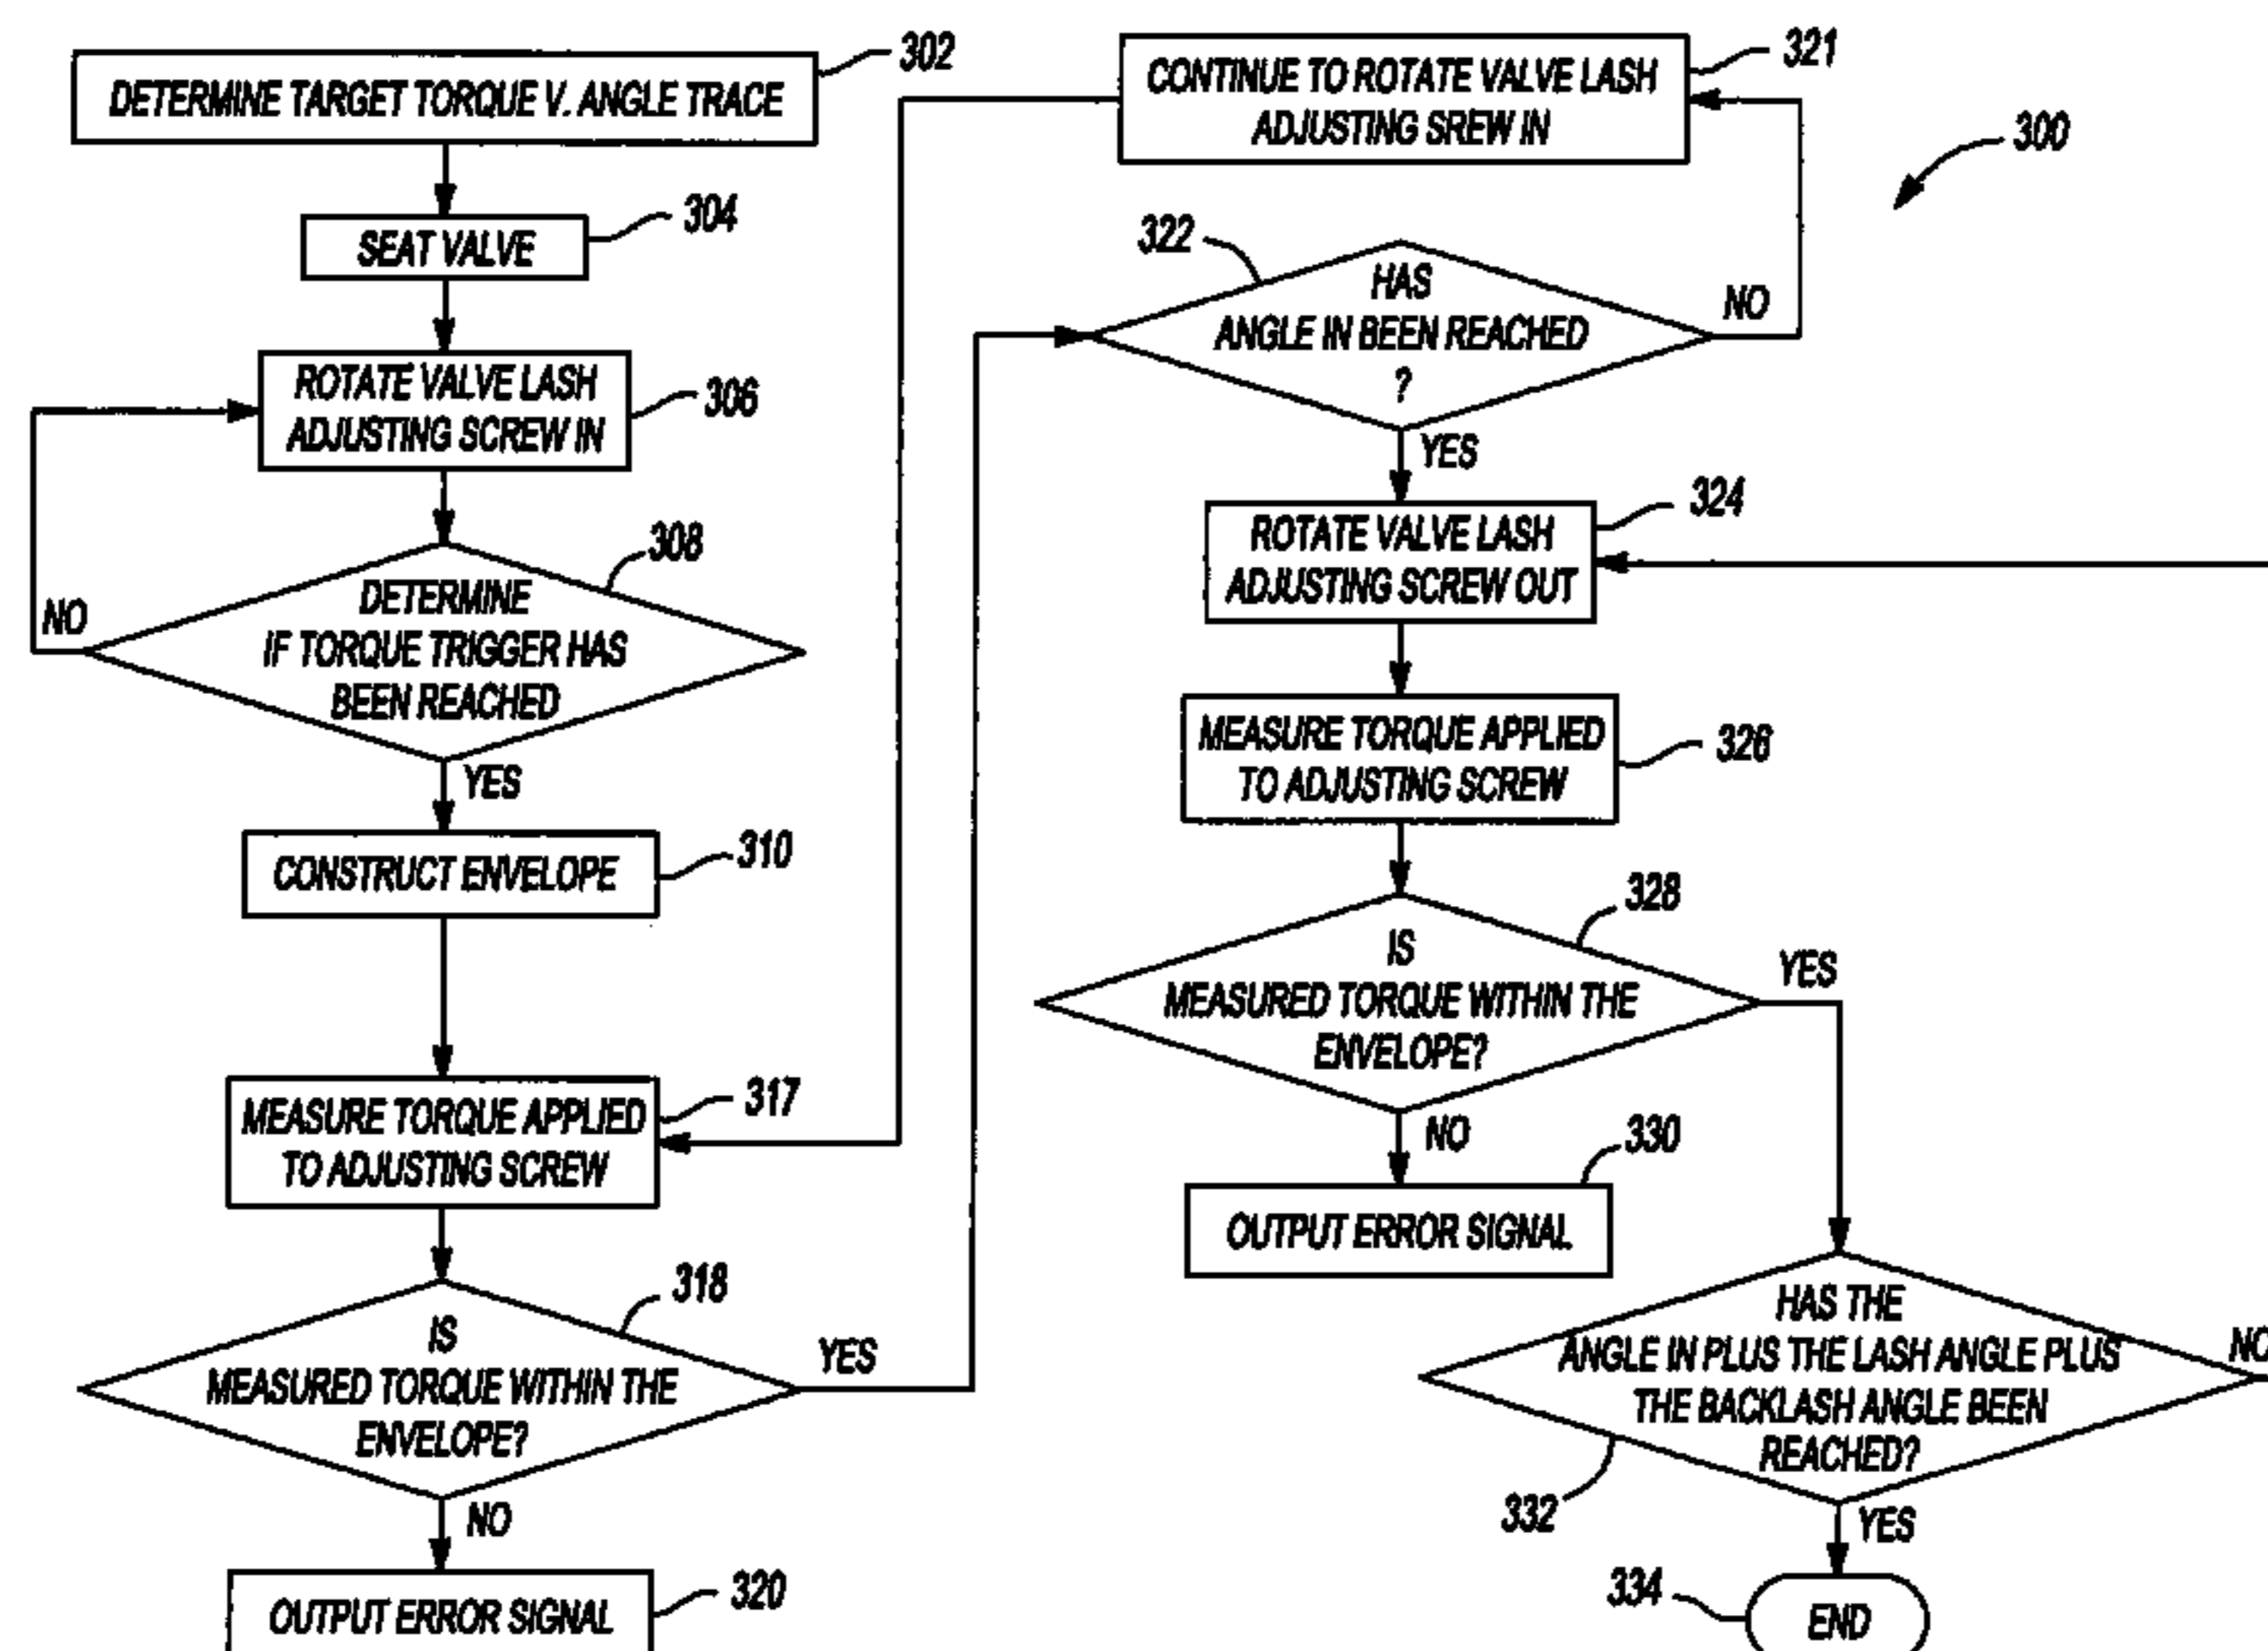 DETERMINE TARGET TORQUE V. ANGLE TRACE
302
SEAT VALVE
304
ROTATE VALVE LASH
ADJUSTING SCREW IN
306
DETERMINE
IF TORQUE TRIGGER HAS
BEEN REACHED
308
NO
YES
CONSTRUCT ENVELOPE
310
MEASURE TORQUE APPLIED
TO ADJUSTING SCREW
317
IS
MEASURED TORQUE WITHIN THE
ENVELOPE?
318
YES
NO
OUTPUT ERROR SIGNAL
320
CONTINUE TO ROTATE VALVE LASH
ADJUSTING SREW IN
321
300
322
HAS
ANGLE IN BEEN REACHED
?
NO
YES
ROTATE VALVE LASH
ADJUSTING SCREW OUT
324
MEASURE TORQUE APPLIED
TO ADJUSTING SCREW
326
IS
MEASURED TORQUE WITHIN THE
ENVELOPE?
328
YES
NO
OUTPUT ERROR SIGNAL
330
HAS THE
ANGLE IN PLUS THE LASH ANGLE PLUS
THE BACKLASH ANGLE BEEN
REACHED?
332
NO
YES
END
334